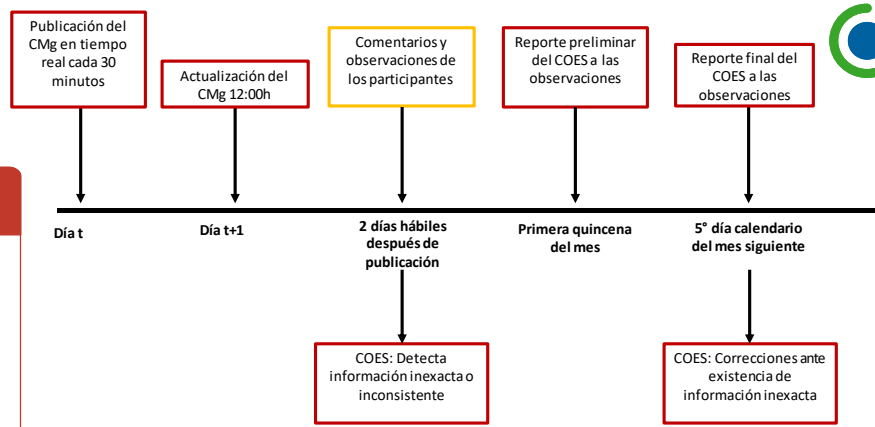 Publicación del
CMg en tiempo
real cada 30
minutos
Actualización del
CMg 12:00h
Comentarios y
observaciones de
los participantes
Reporte preliminar
del COES a las
observaciones
Reporte final del
COES a las
observaciones
Día t
Día t+1
2 días hábiles
después de
publicación
Primera quincena
del mes
5° día calendario
del mes siguiente
COES: Detecta
información inexacta o
inconsistente
COES: Correcciones ante
existencia de
información inexacta